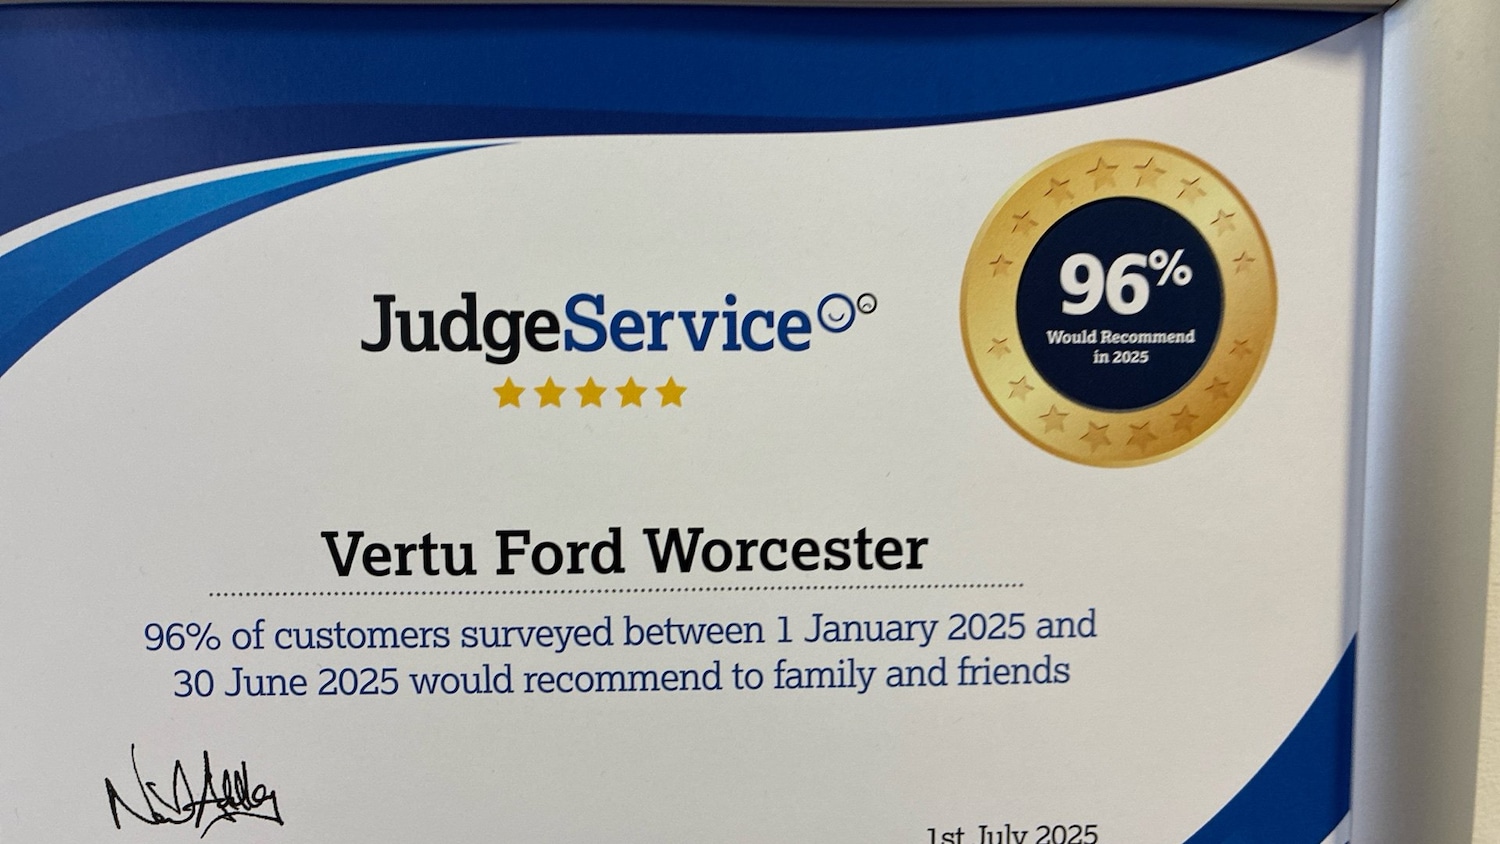 JudgeService
96%
Would Recommend
in 2025
Vertu Ford Worcester
96% of customers surveyed between 1 January 2025 and
30 June 2025 would recommend to family and friends
1st July 2025